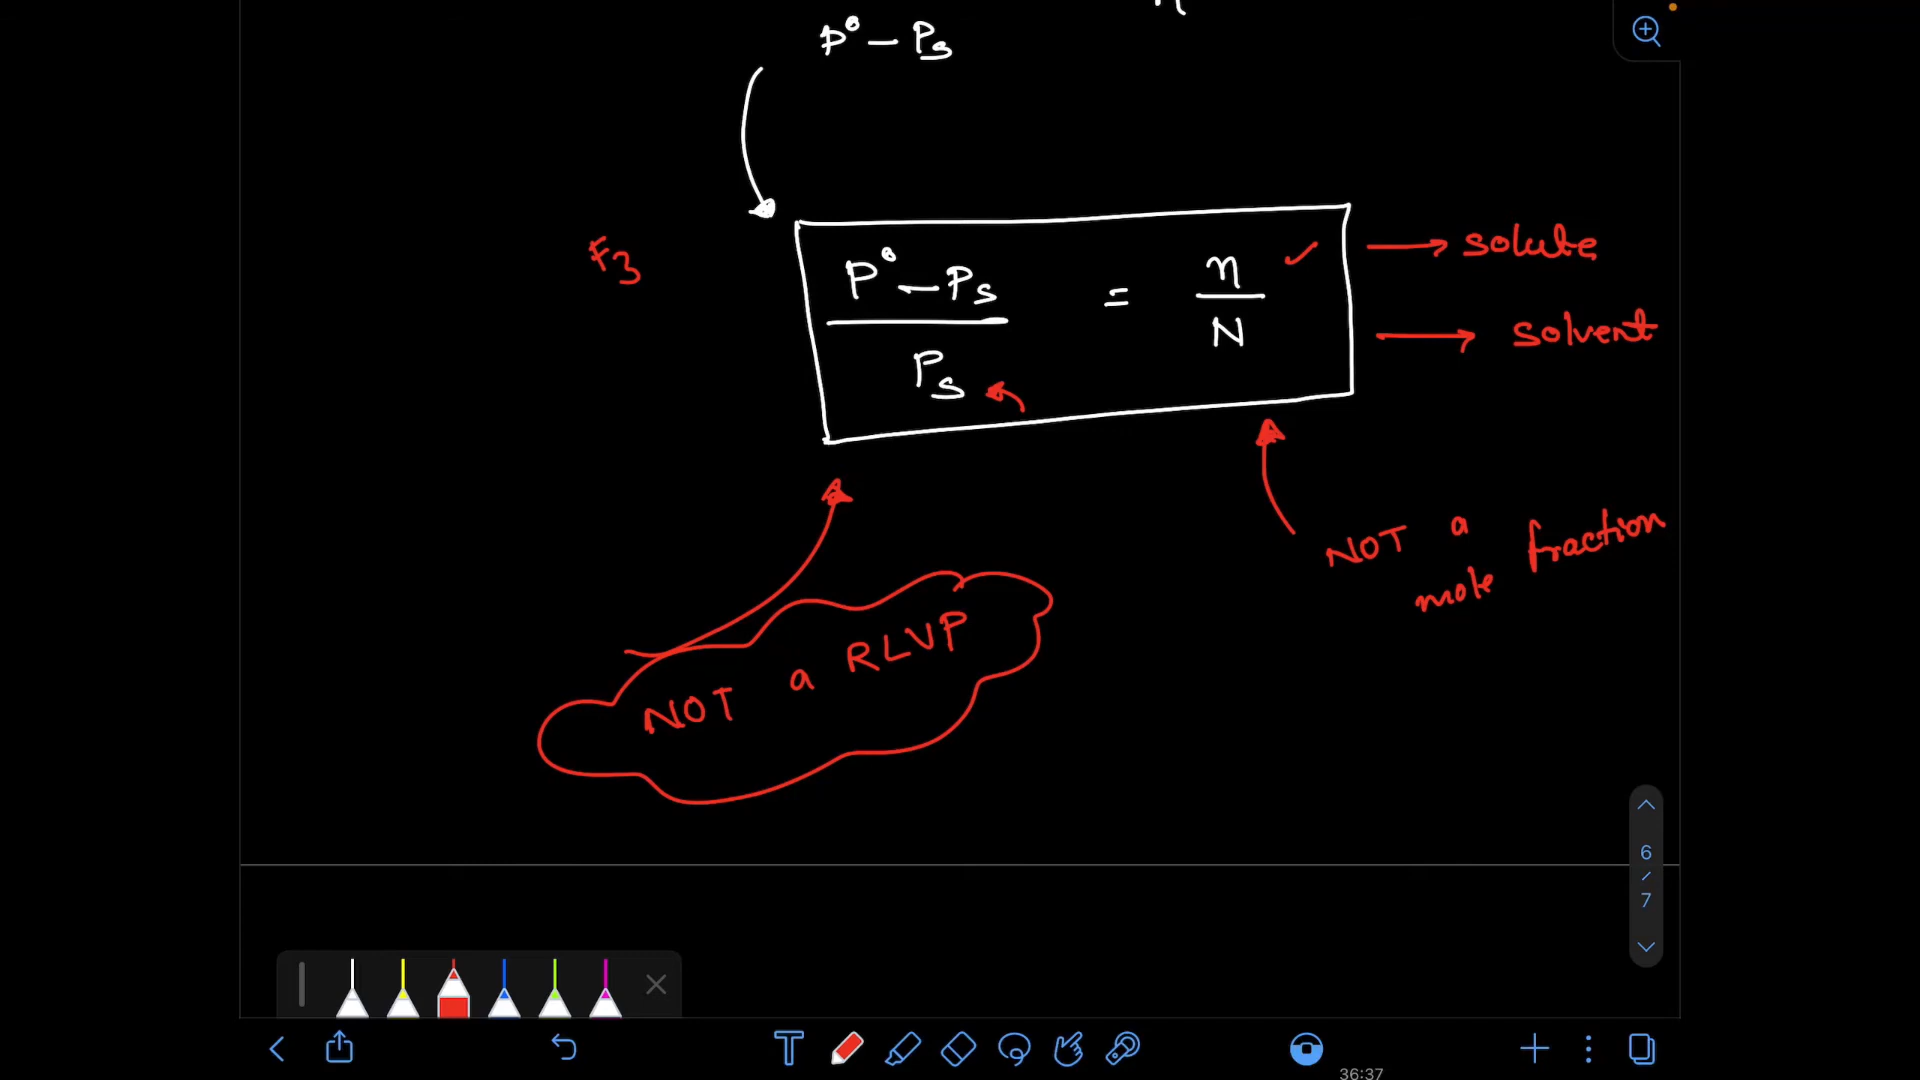 P° – Ps
F3
P° – Ps = n → solute
Ps N → solvent
NOT a fraction
mole
NOT a RLVP
6
/
7
T
36:37